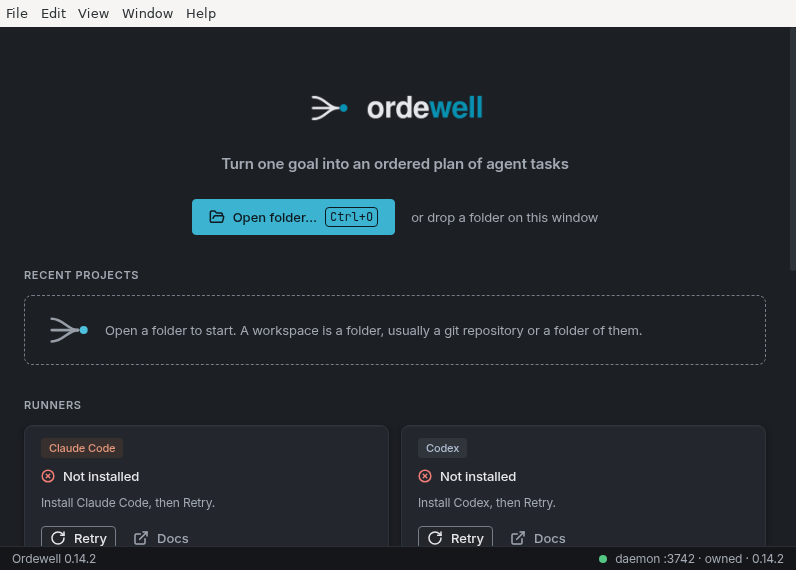 File Edit View Window Help
ordewell
Turn one goal into an ordered plan of agent tasks
Open folder... Ctrl+O or drop a folder on this window
RECENT PROJECTS
Open a folder to start. A workspace is a folder, usually a git repository or a folder of them.
RUNNERS
Claude Code Codex
Not installed Not installed
Install Claude Code, then Retry. Install Codex, then Retry.
Retry Docs Retry Docs
Ordewell 0.14.2 daemon :3742 · owned · 0.14.2